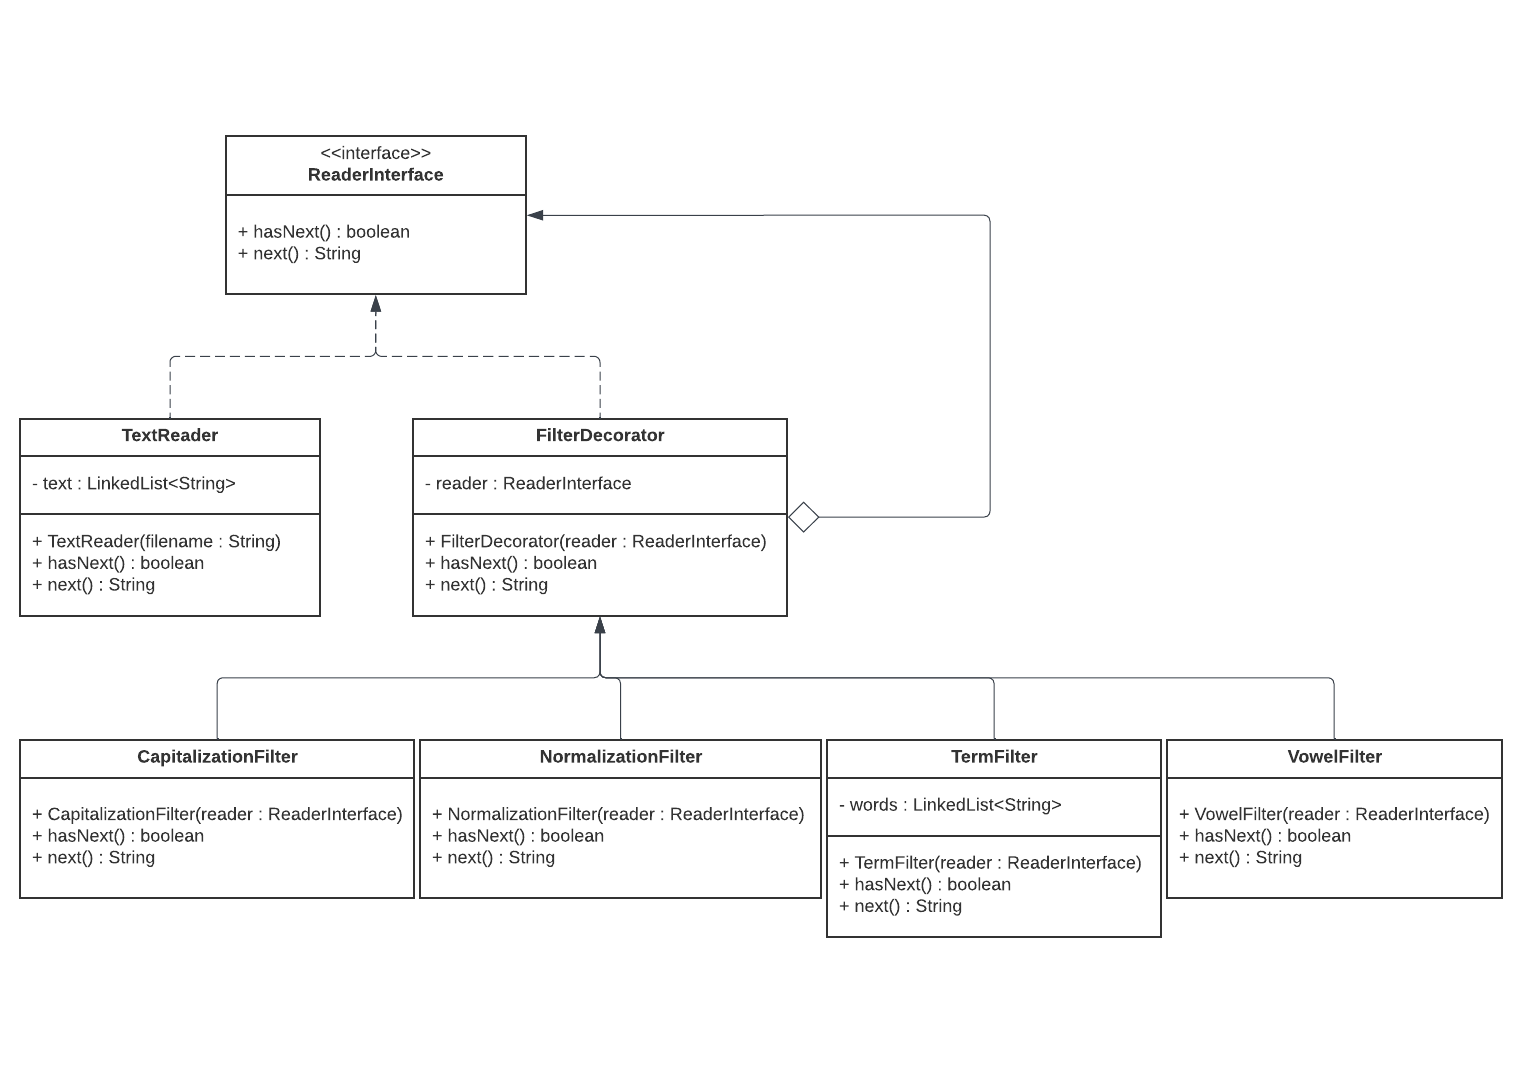 <<interface>>
ReaderInterface
+ hasNext() : boolean
+ next() : String
TextReader
- text : LinkedList<String>
+ TextReader(filename : String)
+ hasNext() : boolean
+ next() : String
FilterDecorator
- reader : ReaderInterface
+ FilterDecorator(reader : ReaderInterface)
+ hasNext() : boolean
+ next() : String
CapitalizationFilter
+ CapitalizationFilter(reader : ReaderInterface)
+ hasNext() : boolean
+ next() : String
NormalizationFilter
+ NormalizationFilter(reader : ReaderInterface)
+ hasNext() : boolean
+ next() : String
TermFilter
- words : LinkedList<String>
+ TermFilter(reader : ReaderInterface)
+ hasNext() : boolean
+ next() : String
VowelFilter
+ VowelFilter(reader : ReaderInterface)
+ hasNext() : boolean
+ next() : String